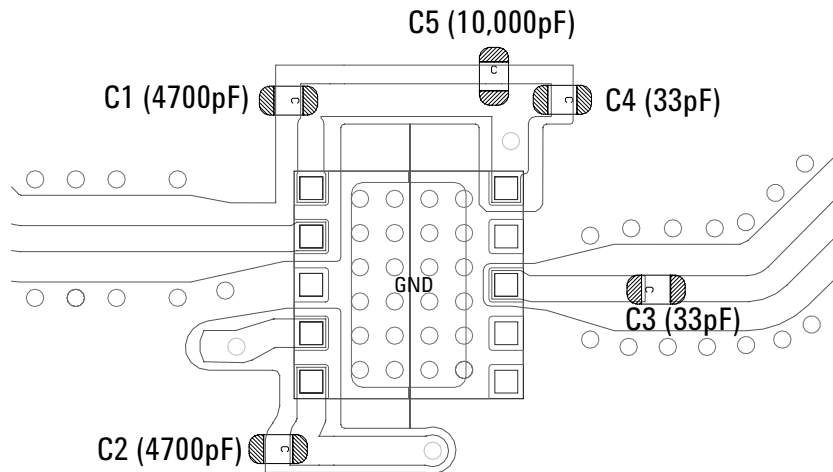 C5 (10,000pF)
C
C1 (4700pF)
C
C
C4 (33pF)
GND
C
C3 (33pF)
C2 (4700pF)
C